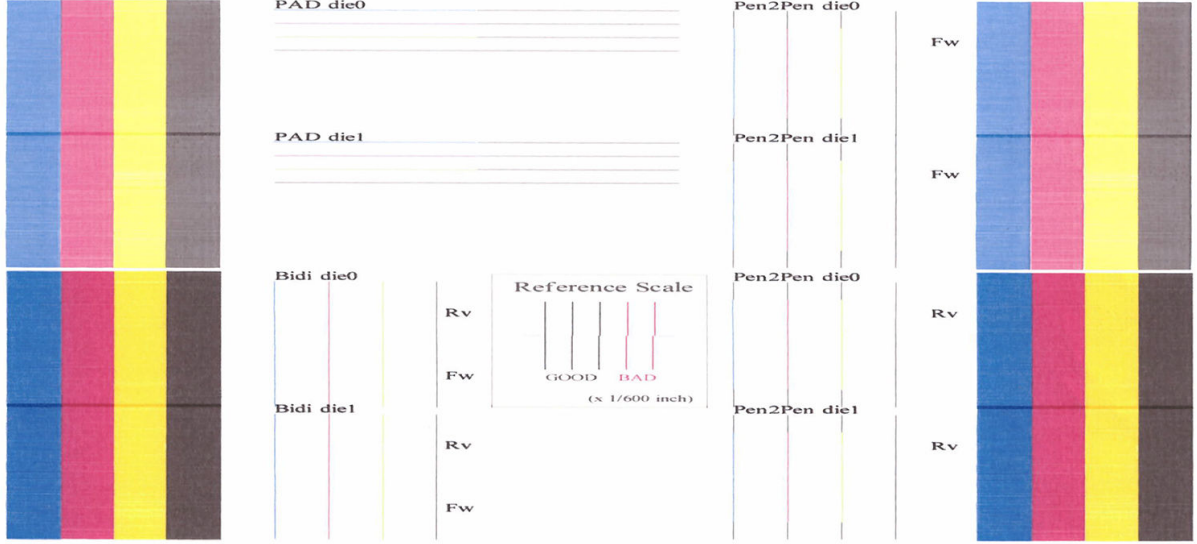 PAD die0
Pen2Pen die0
Fw
PAD die1
Pen2Pen die1
Fw
Bidi die0
Rv
Fw
Reference Scale
GOOD BAD
(x 1/600 inch)
Pen2Pen die0
Rv
Bidi die1
Rv
Fw
Pen2Pen die1
Rv